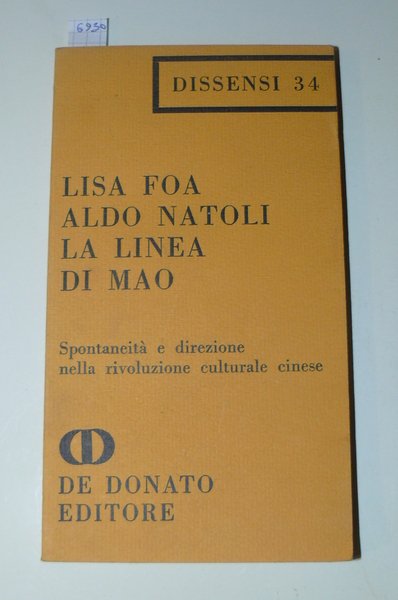 6930
DISSENSI 34
LISA FOA
ALDO NATOLI
LA LINEA
DI MAO
Spontaneità e direzione
nella rivoluzione culturale cinese
DE DONATO
EDITORE